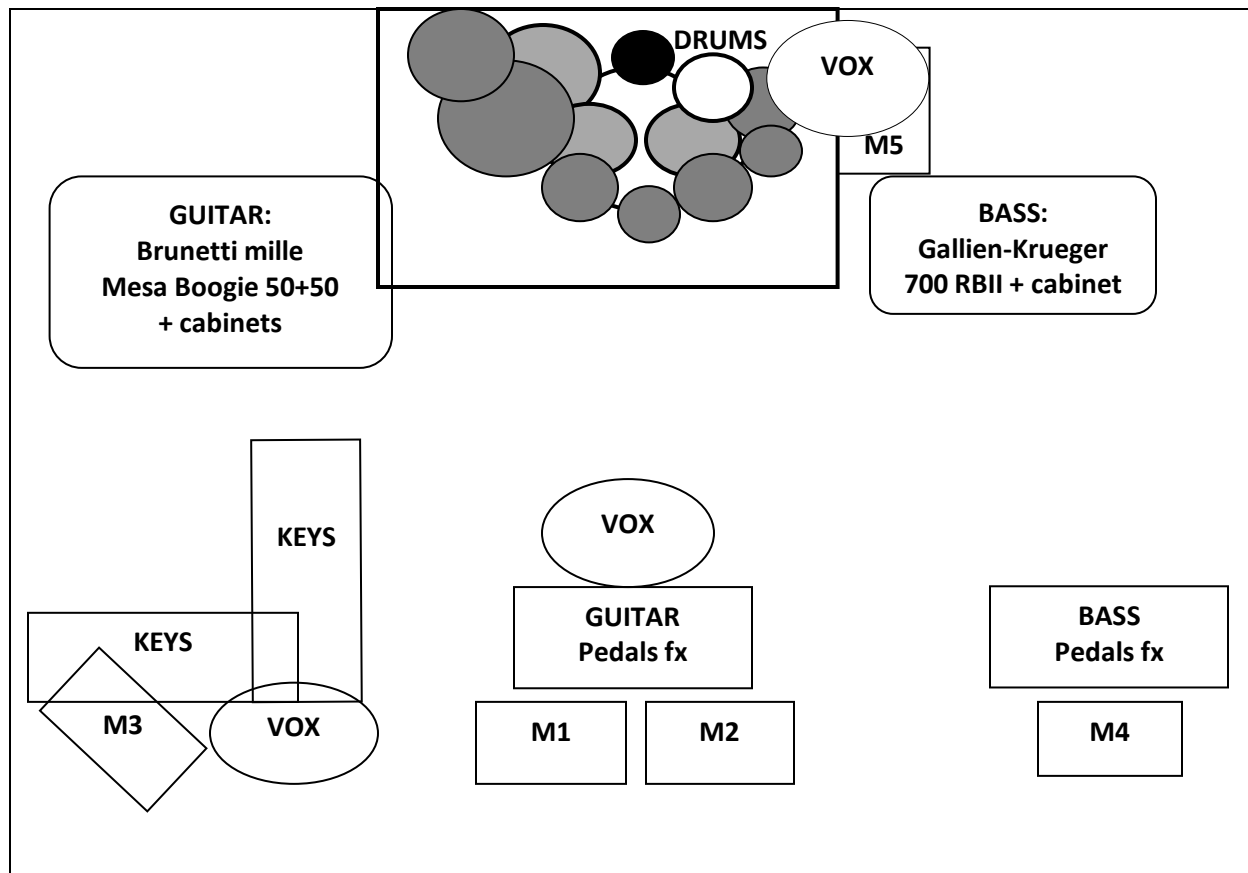 DRUMS
VOX
M5
GUITAR:
Brunetti mille
Mesa Boogie 50+50
+ cabinets
BASS:
Gallien-Krueger
700 RBII + cabinet
KEYS
VOX
KEYS
GUITAR
Pedals fx
BASS
Pedals fx
M3
VOX
M1
M2
M4